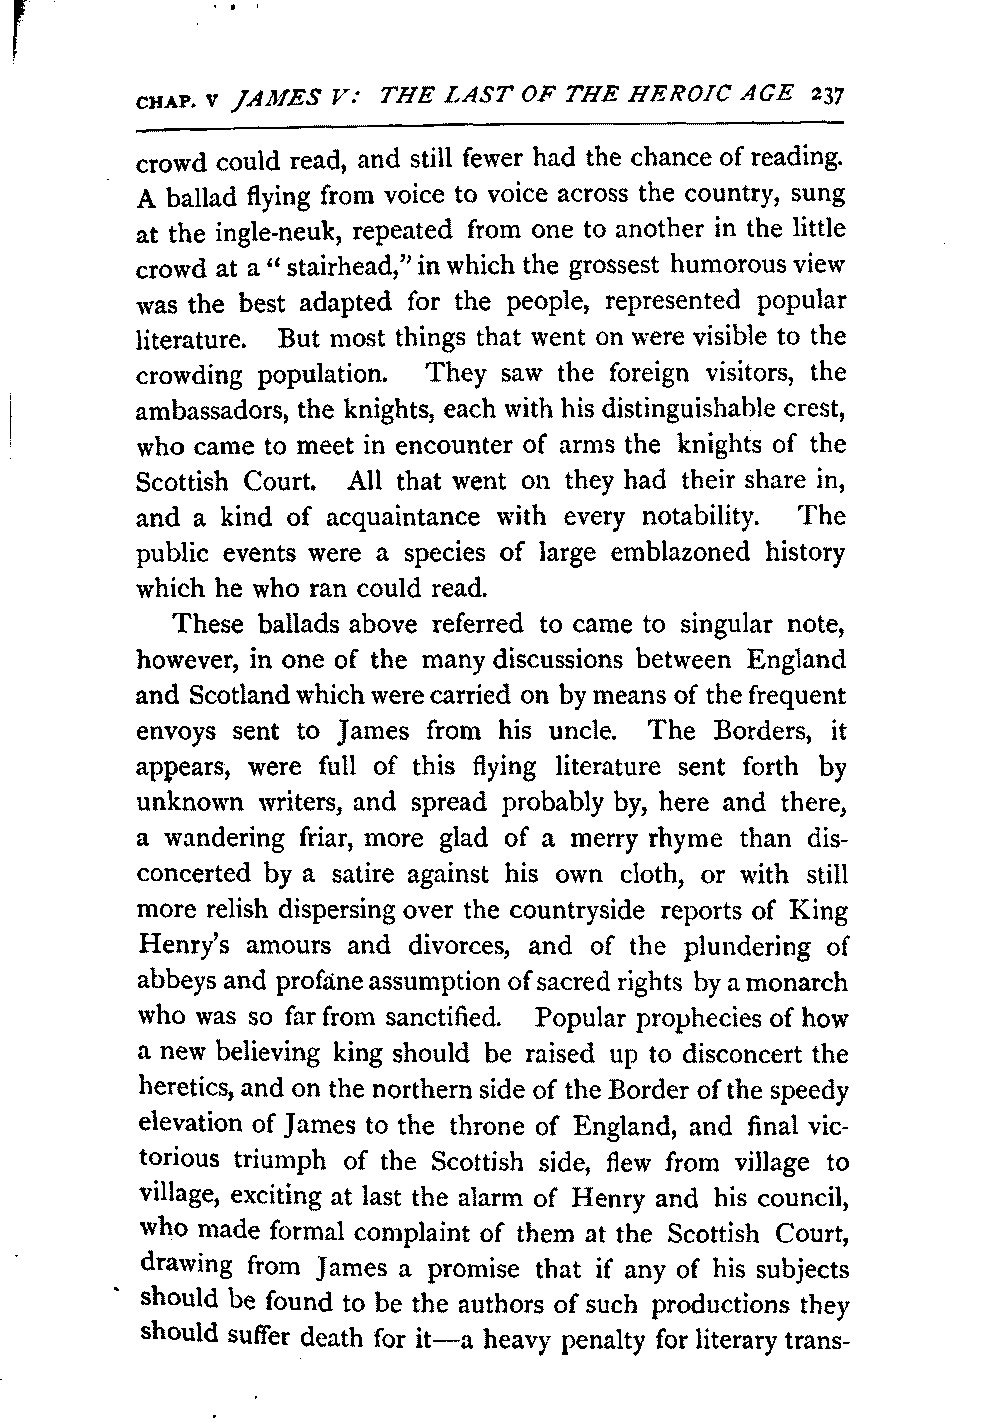 CHAP. V JAMES V: THE LAST OF THE HEROIC AGE 237
crowd could read, and still fewer had the chance of reading.
A ballad flying from voice to voice across the country, sung
at the ingle-neuk, repeated from one to another in the little
crowd at a “ stairhead,” in which the grossest humorous view
was the best adapted for the people, represented popular
literature. But most things that went on were visible to the
crowding population. They saw the foreign visitors, the
ambassadors, the knights, each with his distinguishable crest,
who came to meet in encounter of arms the knights of the
Scottish Court. All that went on they had their share in,
and a kind of acquaintance with every notability. The
public events were a species of large emblazoned history
which he who ran could read.
These ballads above referred to came to singular note,
however, in one of the many discussions between England
and Scotland which were carried on by means of the frequent
envoys sent to James from his uncle. The Borders, it
appears, were full of this flying literature sent forth by
unknown writers, and spread probably by, here and there,
a wandering friar, more glad of a merry rhyme than dis-
concerted by a satire against his own cloth, or with still
more relish dispersing over the countryside reports of King
Henry’s amours and divorces, and of the plundering of
abbeys and profane assumption of sacred rights by a monarch
who was so far from sanctified. Popular prophecies of how
a new believing king should be raised up to disconcert the
heretics, and on the northern side of the Border of the speedy
elevation of James to the throne of England, and final vic-
torious triumph of the Scottish side, flew from village to
village, exciting at last the alarm of Henry and his council,
who made formal complaint of them at the Scottish Court,
drawing from James a promise that if any of his subjects
should be found to be the authors of such productions they
should suffer death for it—a heavy penalty for literary trans-